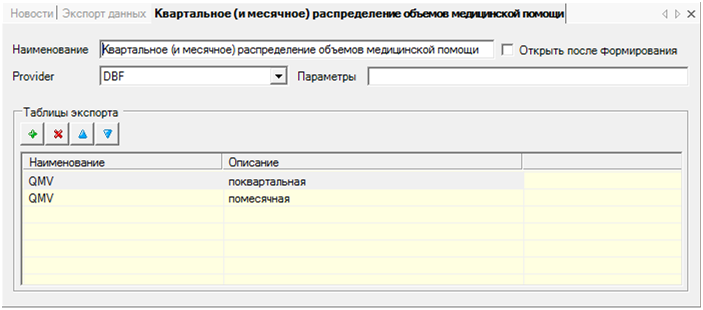 Новости Экспорт данных Квартальное (и месячное) распределение объемов медицинской помощи
Наименование Квартальное (и месячное) распределение объемов медицинской помощи Открыть после формирования
Provider DBF Параметры
Таблицы экспорта
Наименование Описание
QMV поквартальная
QMV помесячная